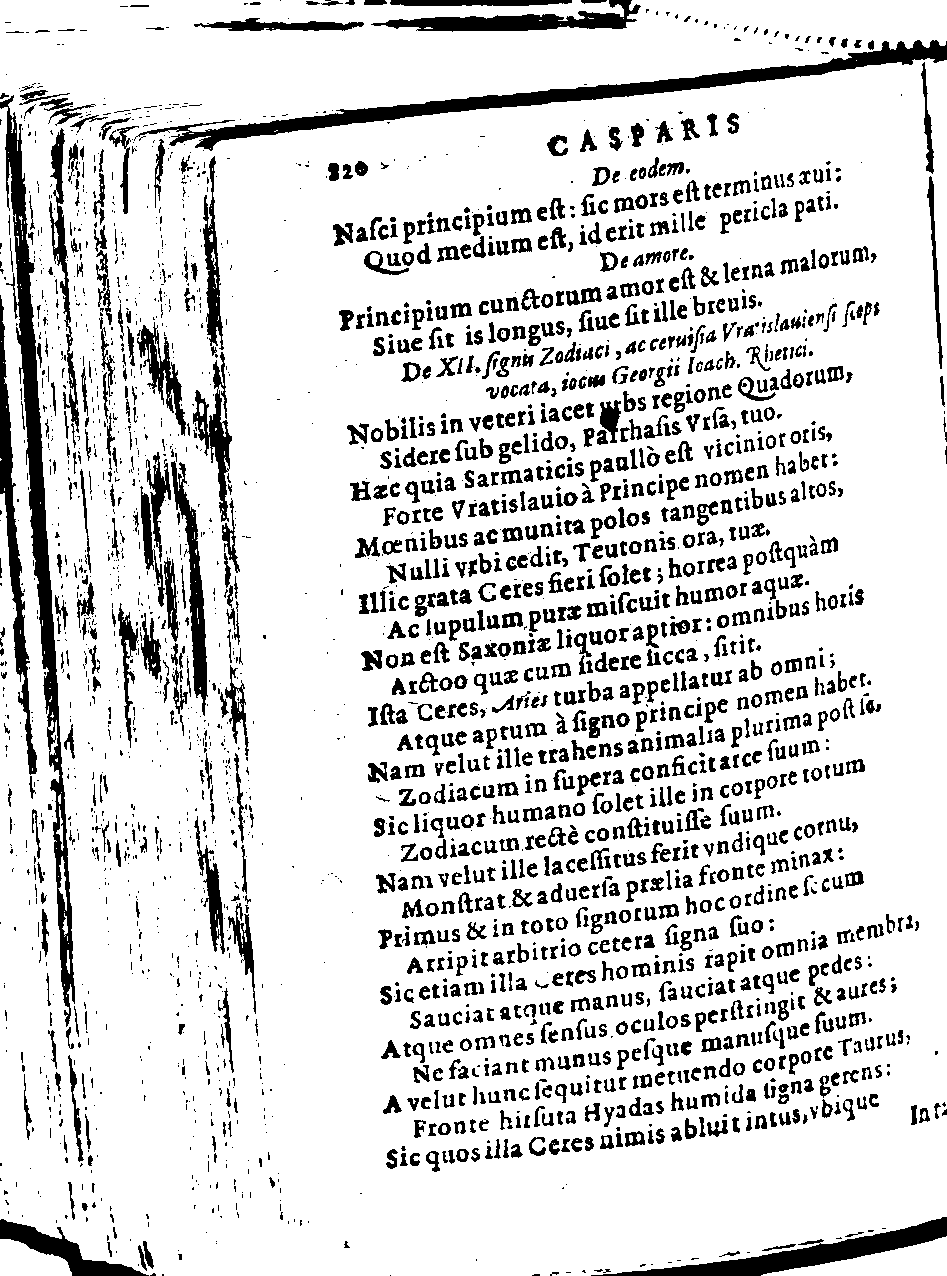 820 CASPARIS
De eodem.
Naſci principium eſt: ſic mors eſt terminus æui:
Quod medium eſt, id erit mille pericla pati.
De amore.
Principium cunctorum amor eſt & lerna malorum,
Siue ſit is longus, ſiue ſit ille breuis.
De XII. ſignis Zodiaci, ac ceruiſia Vratislauienſi ſceps
vocata, iocus Georgii Ioach. Rhetici.
Nobilis in veteri iacet vrbs regione Quadorum,
Sidere ſub gelido, Parrhaſis Vrſa, tuo.
Hæc quia Sarmaticis paullò eſt vicinior oris,
Forte Vratislauio à Principe nomen habet:
Mœnibus ac munita polos tangentibus altos,
Nulli vrbi cedit, Teutonis ora, tuæ.
Illic grata Ceres fieri ſolet; horrea poſtquàm
Ac lupulum puræ miſcuit humor aquæ.
Non eſt Saxoniæ liquor aptior: omnibus horis
Arctoo quæ cum ſidere ſicca, ſitit.
Iſta Ceres, Aries turba appellatur ab omni;
Atque aptum à ſigno principe nomen habet.
Nam velut ille trahens animalia plurima poſt ſe,
Zodiacum in ſupera conficit arce ſuum:
Sic liquor humano ſolet ille in corpore totum
Zodiacum rectè conſtituiſſe ſuum.
Nam velut ille laceſſitus ferit vndique cornu,
Monſtrat & aduerſa prælia fronte minax:
Primus & in toto ſignorum hoc ordine ſecum
Arripit arbitrio cetera ſigna ſuo:
Sic etiam illa Ceres hominis rapit omnia membra,
Sauciat atque manus, ſauciat atque pedes:
Atque omnes ſenſus oculos perſtringit & aures;
Ne faciant munus peſque manuſque ſuum.
A velut hunc ſequitur metuendo corpore Taurus,
Fronte hirſuta Hyadas humida ſigna gerens:
Sic quos illa Ceres nimis abluit intus, vbique